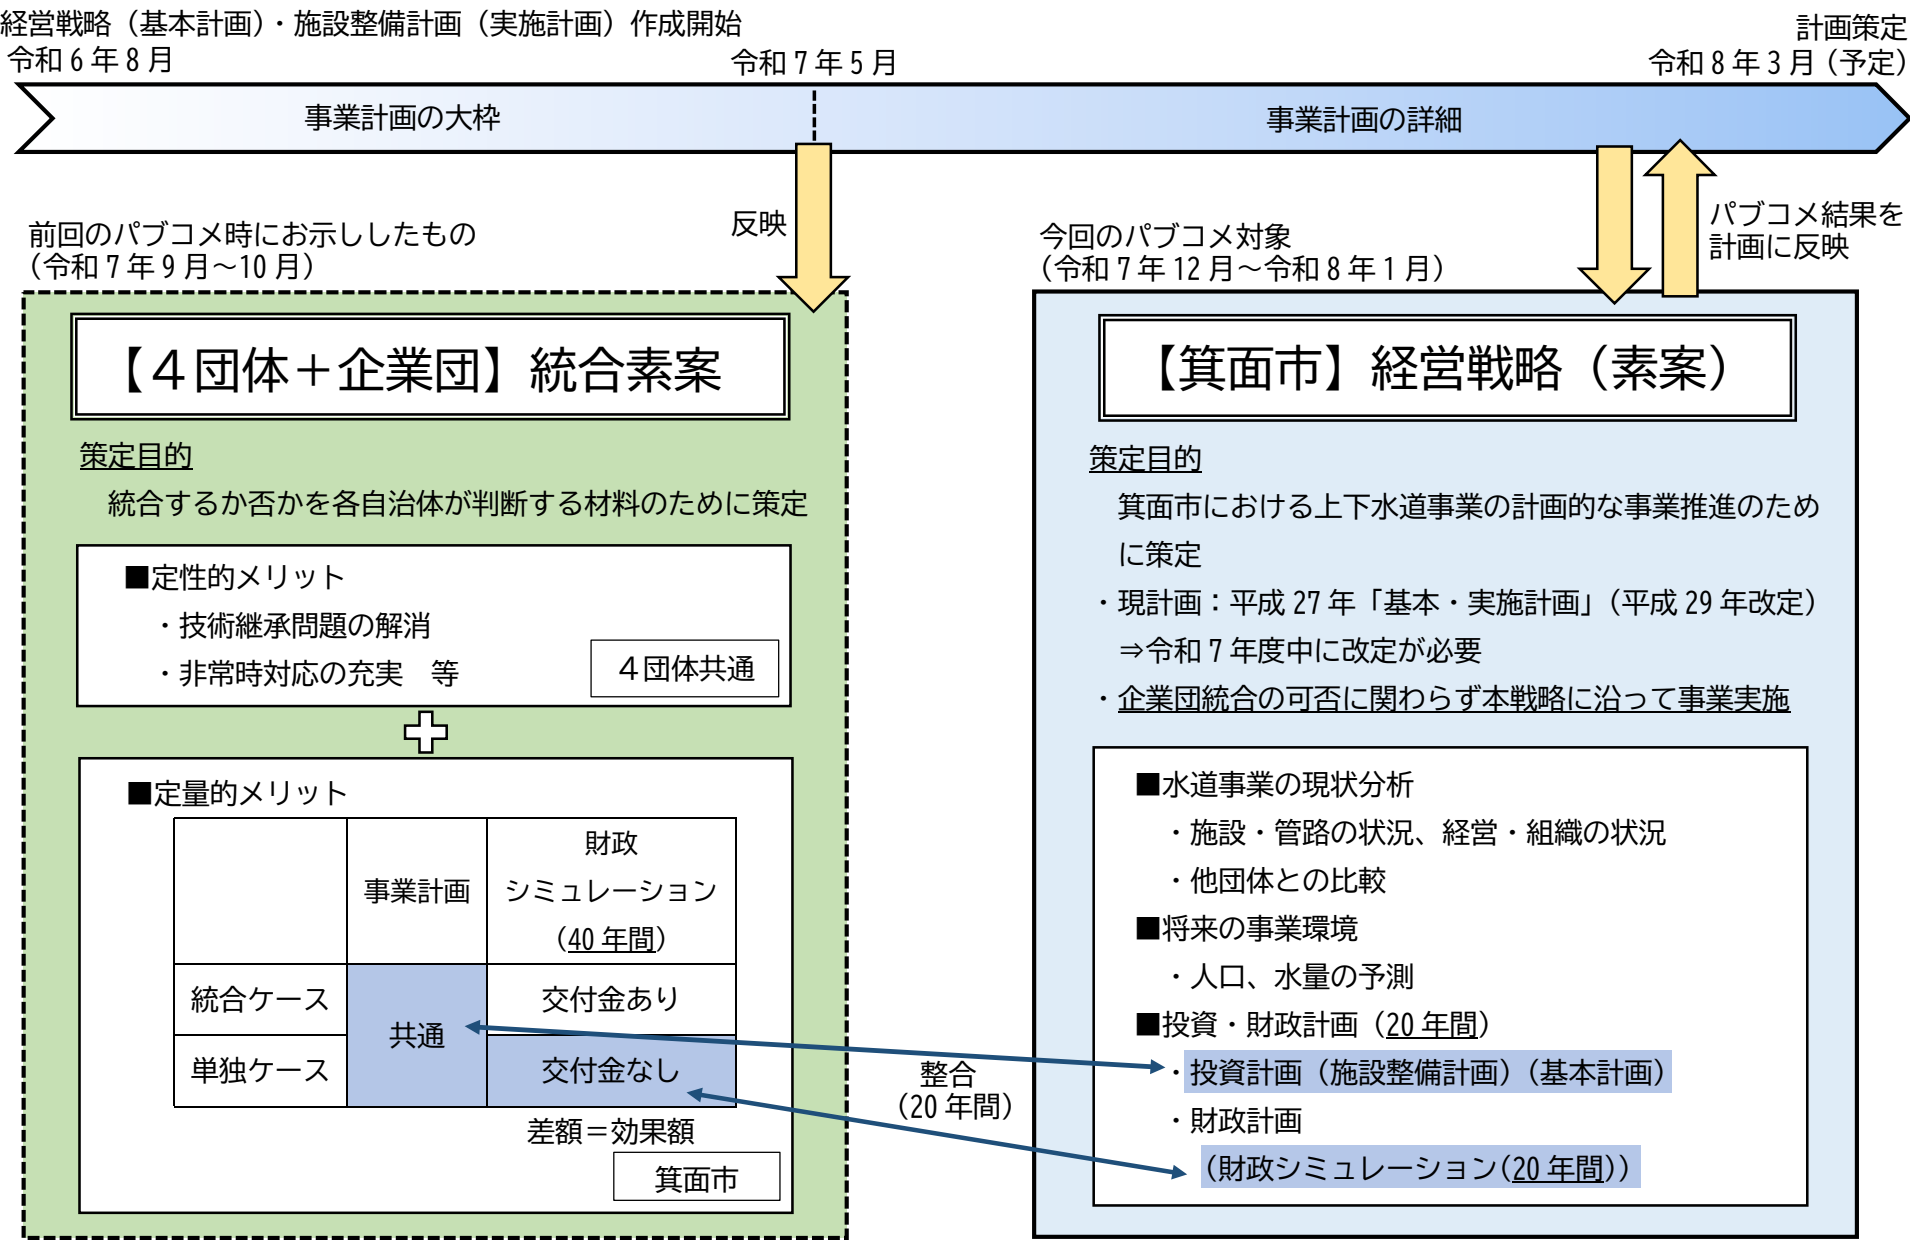 経営戦略（基本計画）・施設整備計画（実施計画）作成開始
令和６年８月
令和７年５月
計画策定
令和８年３月（予定）
事業計画の大枠
事業計画の詳細
反映
パブコメ結果を
計画に反映
前回のパブコメ時にお示ししたもの
（令和７年９月～10月）
【４団体＋企業団】統合素案
策定目的
統合するか否かを各自治体が判断する材料のために策定
■定性的メリット
・技術継承問題の解消
・非常時対応の充実　等
４団体共通
■定量的メリット
事業計画
財政
シミュレーション
（40年間）
統合ケース
共通
交付金あり
単独ケース
交付金なし
差額＝効果額
箕面市
整合
（20年間）
今回のパブコメ対象
（令和７年12月～令和８年１月）
【箕面市】経営戦略（素案）
策定目的
箕面市における上下水道事業の計画的な事業推進のため
に策定
・現計画：平成27年「基本・実施計画」（平成29年改定）
⇒令和７年度中に改定が必要
・企業団統合の可否に関わらず本戦略に沿って事業実施
■水道事業の現状分析
・施設・管路の状況、経営・組織の状況
・他団体との比較
■将来の事業環境
・人口、水量の予測
■投資・財政計画（20年間）
・投資計画（施設整備計画）（基本計画）
・財政計画
（財政シミュレーション（20年間））